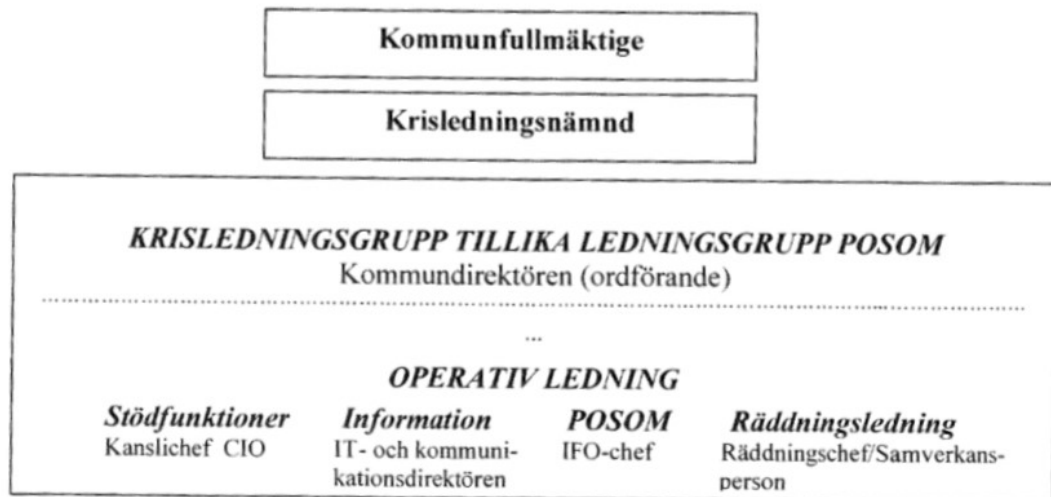 Kommunfullmäktige
Krisledningsnämnd
KRISLEDNINGSGRUPP TILLIKA LEDNINGSGRUPP POSOM
Kommundirektören (ordförande)
...
OPERATIV LEDNING
Stödfunktioner Information POSOM Räddningsledning
Kanslichef CIO IT- och kommuni- IFO-chef Räddningschef/Samverkans-
kationsdirektören person